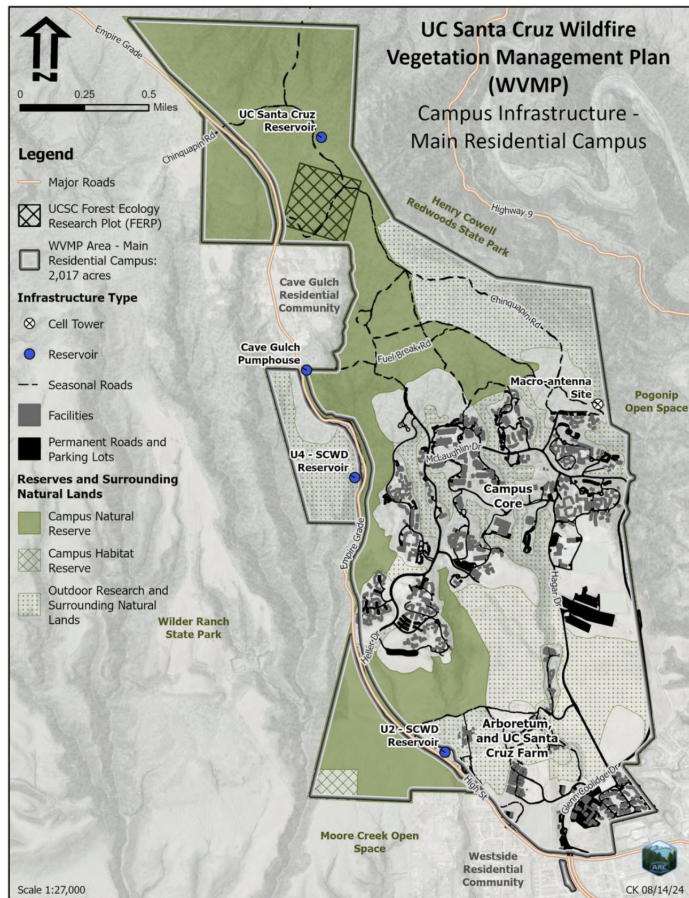 UC Santa Cruz Wildfire
Vegetation Management Plan
(WVMP)
Campus Infrastructure -
Main Residential Campus
N
0 0.25 0.5
Miles
Legend
Major Roads
UCSC Forest Ecology
Research Plot (FERP)
WVMP Area - Main
Residential Campus:
2,017 acres
Infrastructure Type
Cell Tower
Reservoir
Seasonal Roads
Facilities
Permanent Roads and
Parking Lots
Reserves and Surrounding
Natural Lands
Campus Natural
Reserve
Campus Habitat
Reserve
Outdoor Research and
Surrounding Natural
Lands
Empire Grade
UC Santa Cruz
Reservoir
Chinquapin Rd
Highway 9
Henry Cowell
Redwoods State Park
Cave Gulch
Residential
Community
Chinquapin Rd
Fuel Break Rd
Cave Gulch
Pumphouse
Macro-antenna
Site
Pogonip
Open Space
McLaughlin Dr
U4 - SCWD
Reservoir
Campus
Core
Empire Grade
Hagar Dr
Wilder Ranch
State Park
Heller Dr
U2 - SCWD
Reservoir
Arboretum,
and UC Santa
Cruz Farm
High St
Glenn Coolidge Dr
Moore Creek Open
Space
Westside
Residential
Community
ARC
Scale 1:27,000
CK 08/14/24